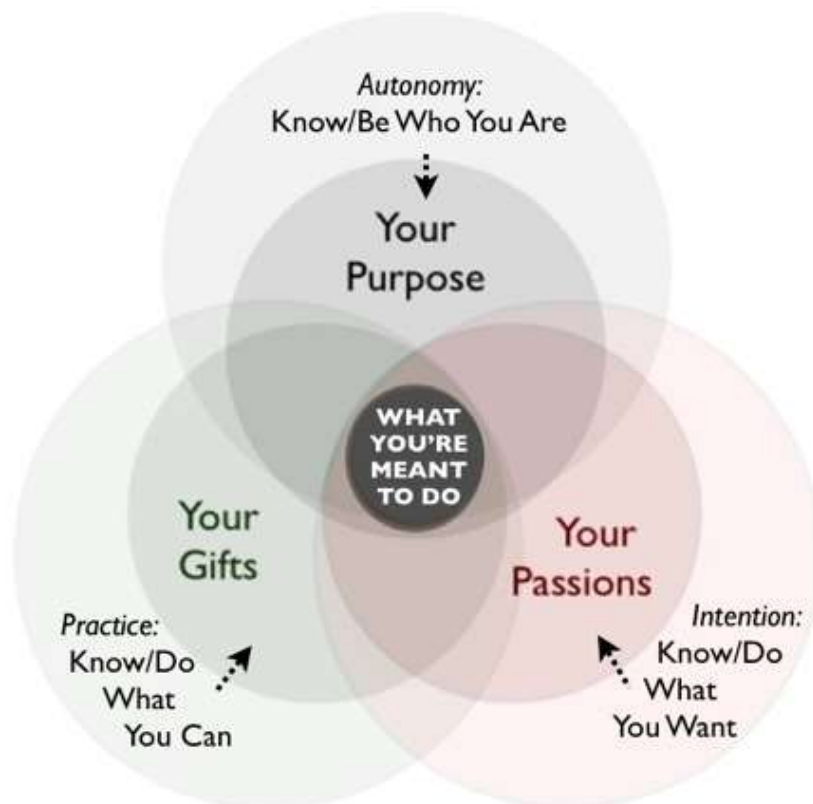 Autonomy:
Know/Be Who You Are
Your
Purpose
WHAT
YOU'RE
MEANT
TO DO
Your
Gifts
Your
Passions
Practice:
Know/Do
What
You Can
Intention:
Know/Do
What
You Want